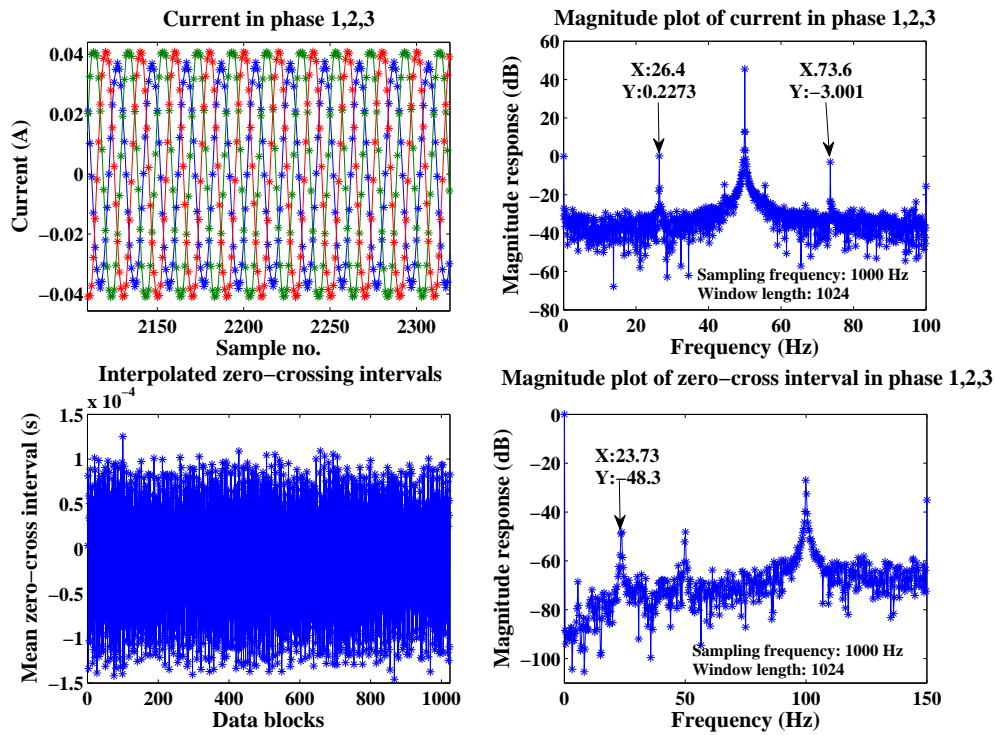 Current in phase 1,2,3
0.04
0.02
0
−0.02
−0.04
Current (A)
2150
2200
2250
2300
Sample no.
Magnitude plot of current in phase 1,2,3
60
40
20
0
−20
−40
−60
−80
Magnitude response (dB)
X:26.4
Y:0.2273
X.73.6
Y:−3.001
Sampling frequency: 1000 Hz
Window length: 1024
0
20
40
60
80
100
Frequency (Hz)
Interpolated zero−crossing intervals
x 10−4
1.5
1
0.5
0
−0.5
−1
−1.5
Mean zero−cross interval (s)
0
200
400
600
800
1000
Data blocks
Magnitude plot of zero−cross interval in phase 1,2,3
0
−20
−40
−60
−80
−100
Magnitude response (dB)
X:23.73
Y:−48.3
Sampling frequency: 1000 Hz
Window length: 1024
0
50
100
150
Frequency (Hz)